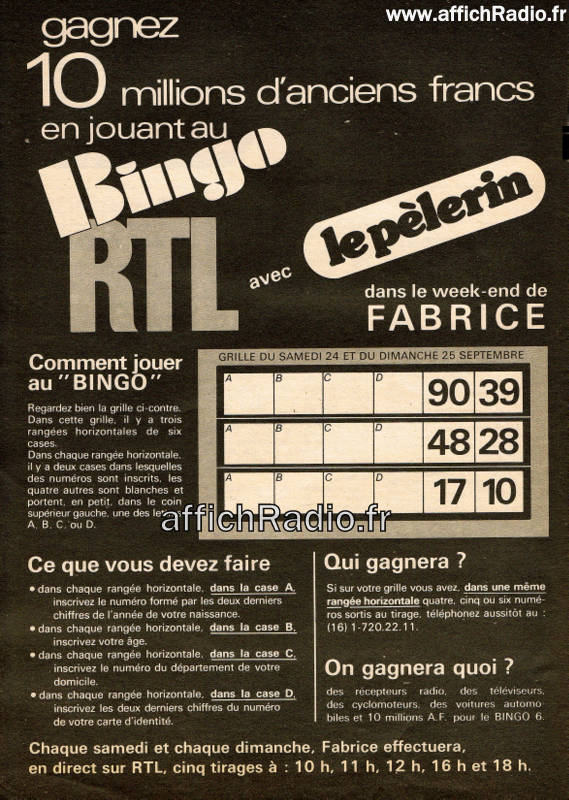 www.affichRadio.fr
gagnez
10 millions d'anciens francs
en jouant au
Bingo
RTL
avec
le pèlerin
dans le week-end de
FABRICE
Comment jouer
au "BINGO"
Regardez bien la grille ci-contre.
Dans cette grille, il y a trois
rangées horizontales de six
cases.
Dans chaque rangée horizontale,
il y a deux cases dans lesquelles
des numéros sont inscrits, les
quatre autres sont blanches et
portent, en petit, dans le coin
supérieur gauche, une des lettres
A, B, C, ou D.
GRILLE DU SAMEDI 24 ET DU DIMANCHE 25 SEPTEMBRE
A B C D 90 39
A B C D 48 28
A B C D 17 10
affichRadio.fr
Ce que vous devez faire
• dans chaque rangée horizontale, dans la case A,
inscrivez le numéro formé par les deux derniers
chiffres de l'année de votre naissance.
• dans chaque rangée horizontale, dans la case B,
inscrivez votre âge.
• dans chaque rangée horizontale, dans la case C,
inscrivez le numéro du département de votre
domicile.
• dans chaque rangée horizontale, dans la case D,
inscrivez les deux derniers chiffres du numéro
de votre carte d'identité.
Qui gagnera ?
Si sur votre grille vous avez, dans une même
rangée horizontale quatre, cinq ou six numé-
ros sortis au tirage, téléphonez aussitôt au :
(16) 1-720.22.11.
On gagnera quoi ?
des récepteurs radio, des téléviseurs,
des cyclomoteurs, des voitures automo-
biles et 10 millions A.F. pour le BINGO 6.
Chaque samedi et chaque dimanche, Fabrice effectuera,
en direct sur RTL, cinq tirages à : 10 h, 11 h, 12 h, 16 h et 18 h.